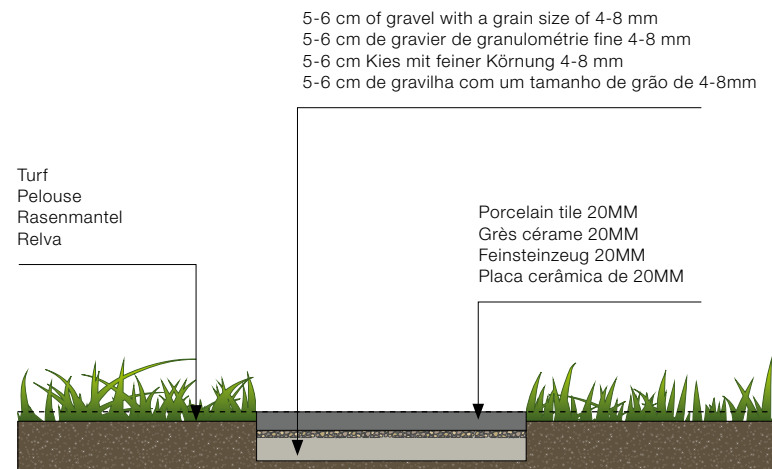 5-6 cm of gravel with a grain size of 4-8 mm
5-6 cm de gravier de granulométrie fine 4-8 mm
5-6 cm Kies mit feiner Körnung 4-8 mm
5-6 cm de gravilha com um tamanho de grão de 4-8mm
Turf
Pelouse
Rasenmantel
Relva
Porcelain tile 20MM
Grès cérame 20MM
Feinsteinzeug 20MM
Placa cerâmica de 20MM